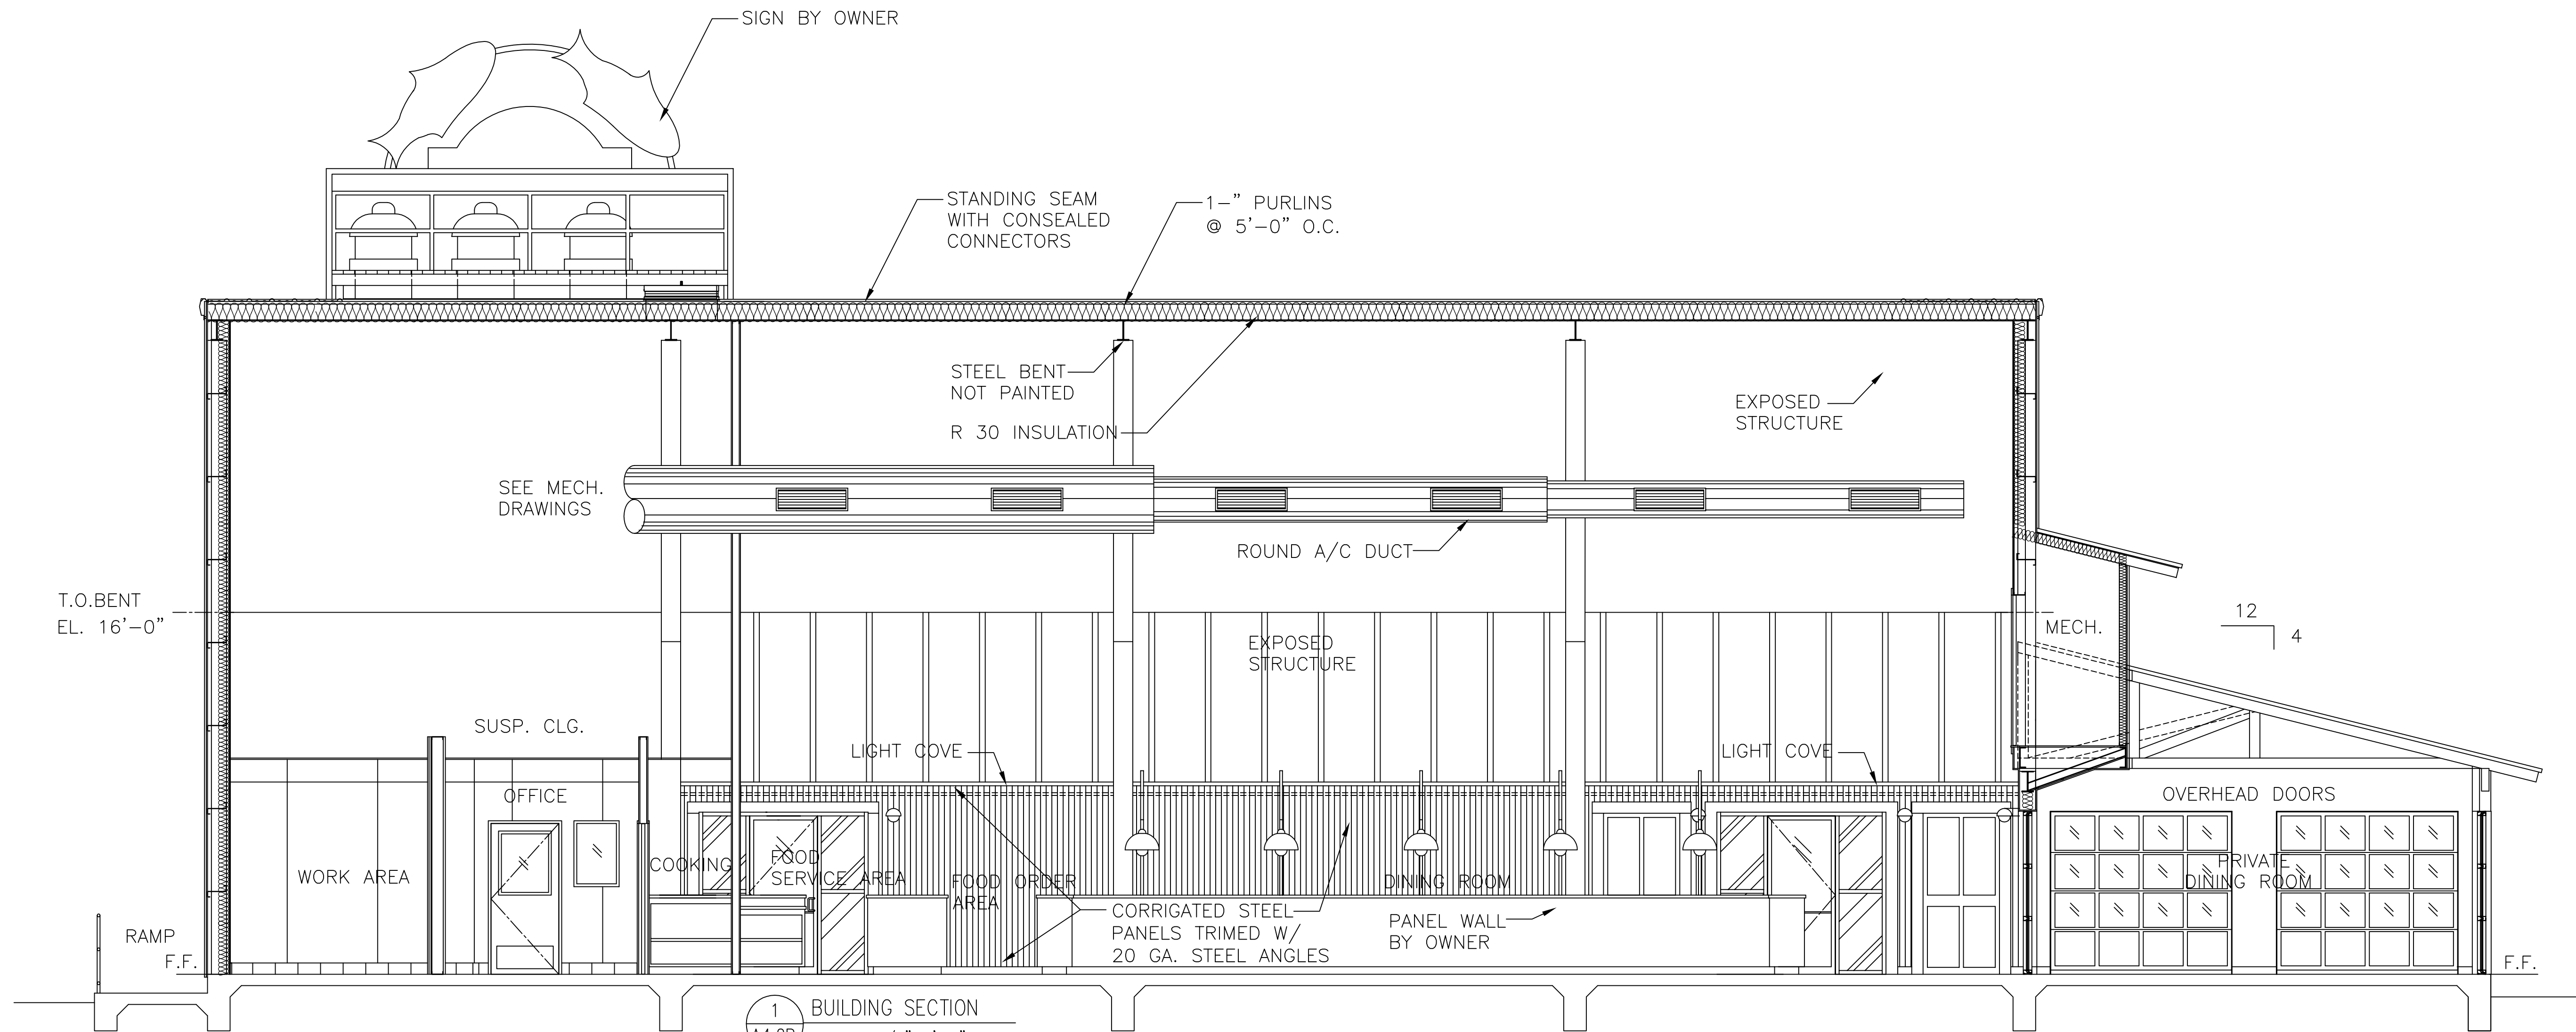 SIGN BY OWNER
STANDING SEAM
WITH CONSEALED
CONNECTORS
1-" PURLINS
@ 5'-0" O.C.
STEEL BENT
NOT PAINTED
R 30 INSULATION
EXPOSED
STRUCTURE
SEE MECH.
DRAWINGS
ROUND A/C DUCT
T.O.BENT
EL. 16'-0"
EXPOSED
STRUCTURE
MECH.
12
4
SUSP. CLG.
LIGHT COVE
LIGHT COVE
OFFICE
OVERHEAD DOORS
WORK AREA
COOKING
FOOD
SERVICE AREA
FOOD ORDER
AREA
DINING ROOM
PRIVATE
DINING ROOM
CORRIGATED STEEL
PANELS TRIMED W/
20 GA. STEEL ANGLES
PANEL WALL
BY OWNER
RAMP
F.F.
F.F.
1
BUILDING SECTION